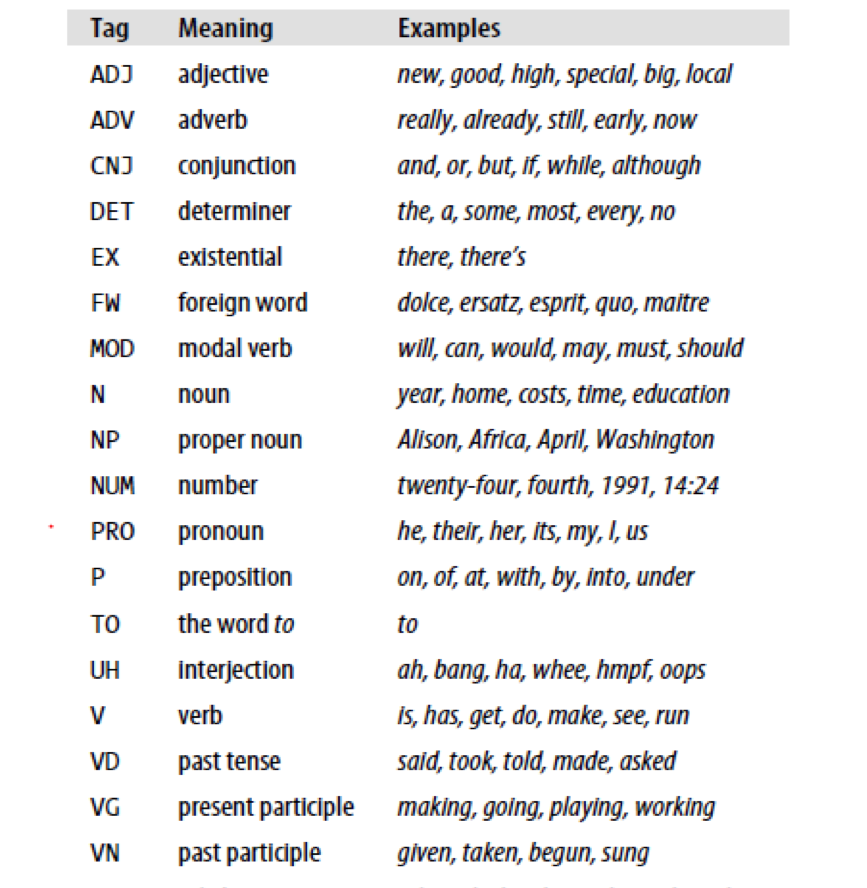 Tag Meaning Examples
ADJ adjective new, good, high, special, big, local
ADV adverb really, already, still, early, now
CNJ conjunction and, or, but, if, while, although
DET determiner the, a, some, most, every, no
EX existential there, there’s
FW foreign word dolce, ersatz, esprit, quo, maitre
MOD modal verb will, can, would, may, must, should
N noun year, home, costs, time, education
NP proper noun Alison, Africa, April, Washington
NUM number twenty-four, fourth, 1991, 14:24
PRO pronoun he, their, her, its, my, I, us
P preposition on, of, at, with, by, into, under
TO the word to to
UH interjection ah, bang, ha, whee, hmpf, oops
V verb is, has, get, do, make, see, run
VD past tense said, took, told, made, asked
VG present participle making, going, playing, working
VN past participle given, taken, begun, sung